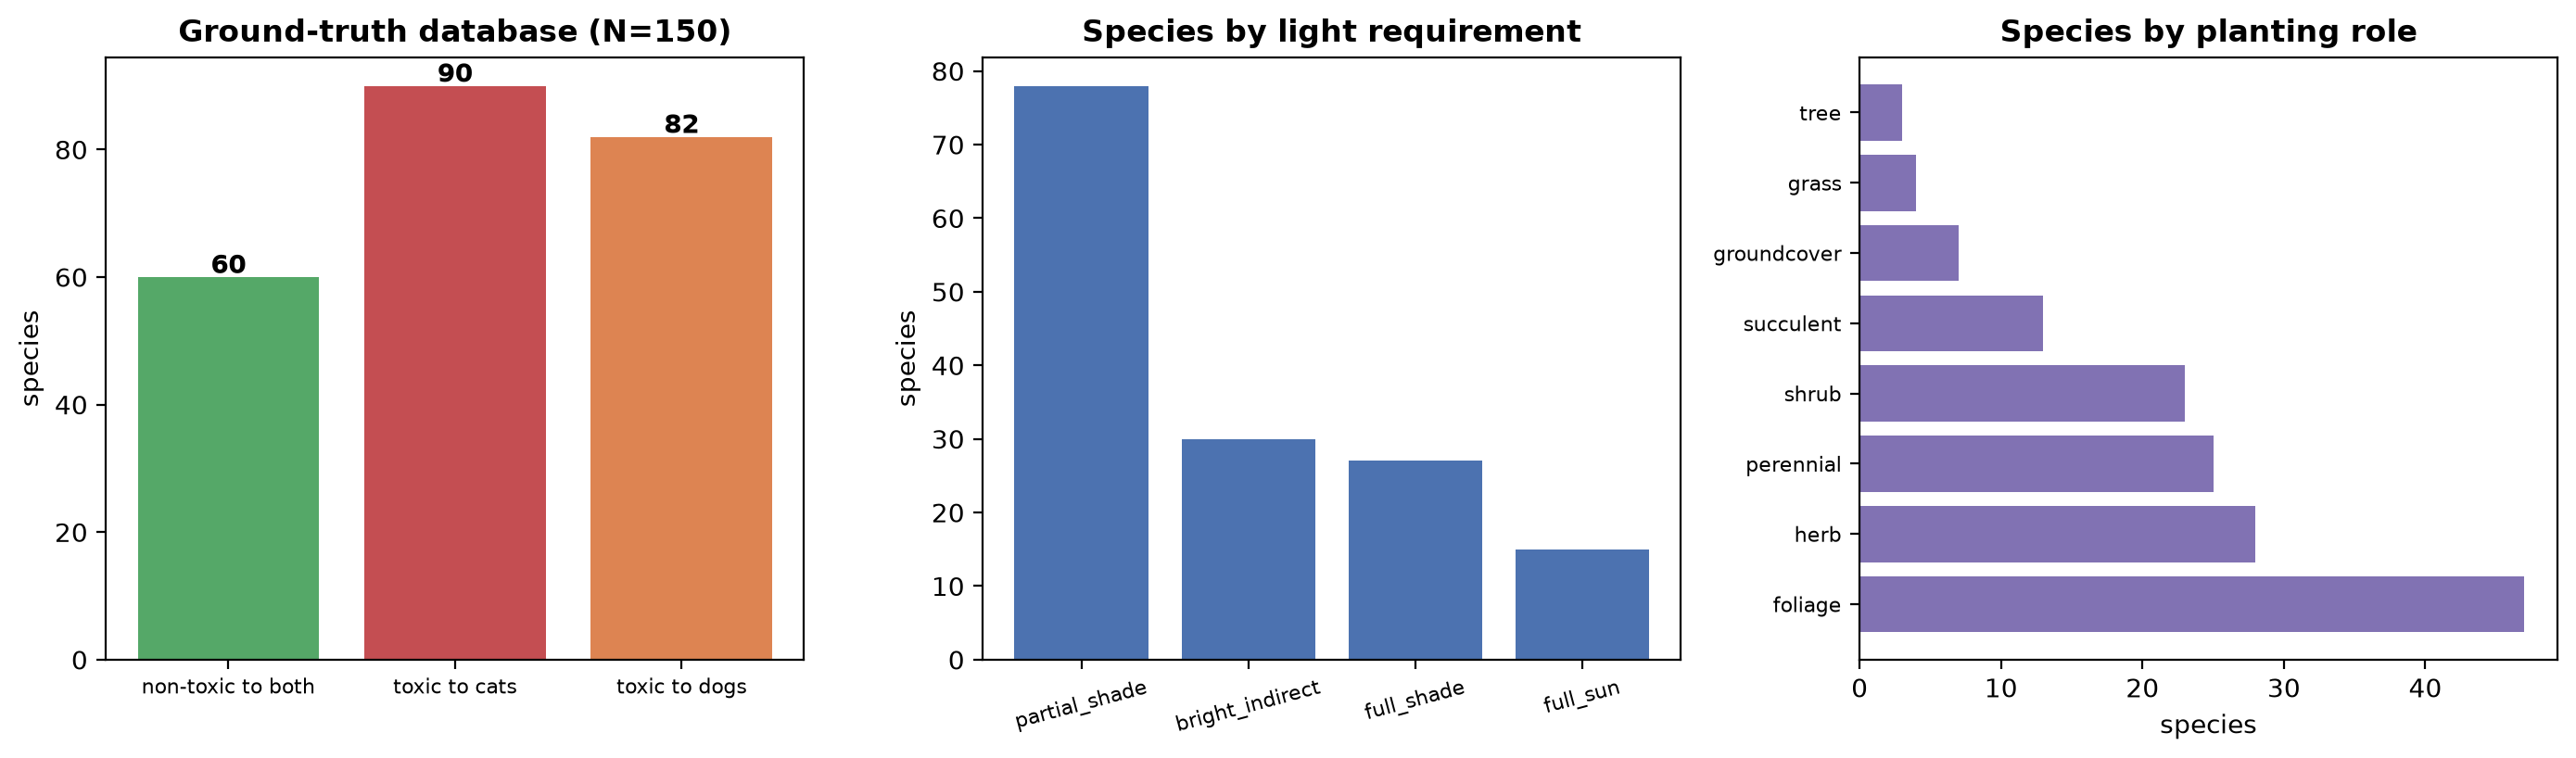 Ground-truth database (N=150)
species
0
20
40
60
80
60
90
82
non-toxic to both
toxic to cats
toxic to dogs
Species by light requirement
species
0
10
20
30
40
50
60
70
80
partial_shade
bright_indirect
full_shade
full_sun
Species by planting role
tree
grass
groundcover
succulent
shrub
perennial
herb
foliage
0
10
20
30
40
species